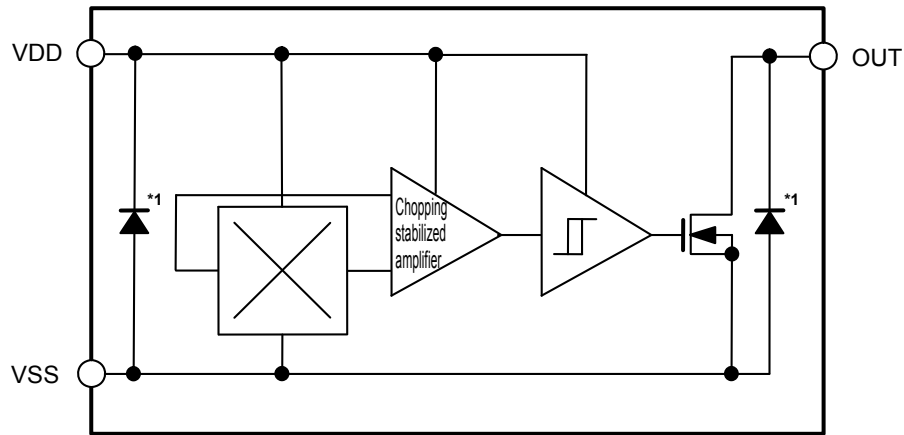 VDD
OUT
*1
*1
Chopping
stabilized
amplifier
VSS